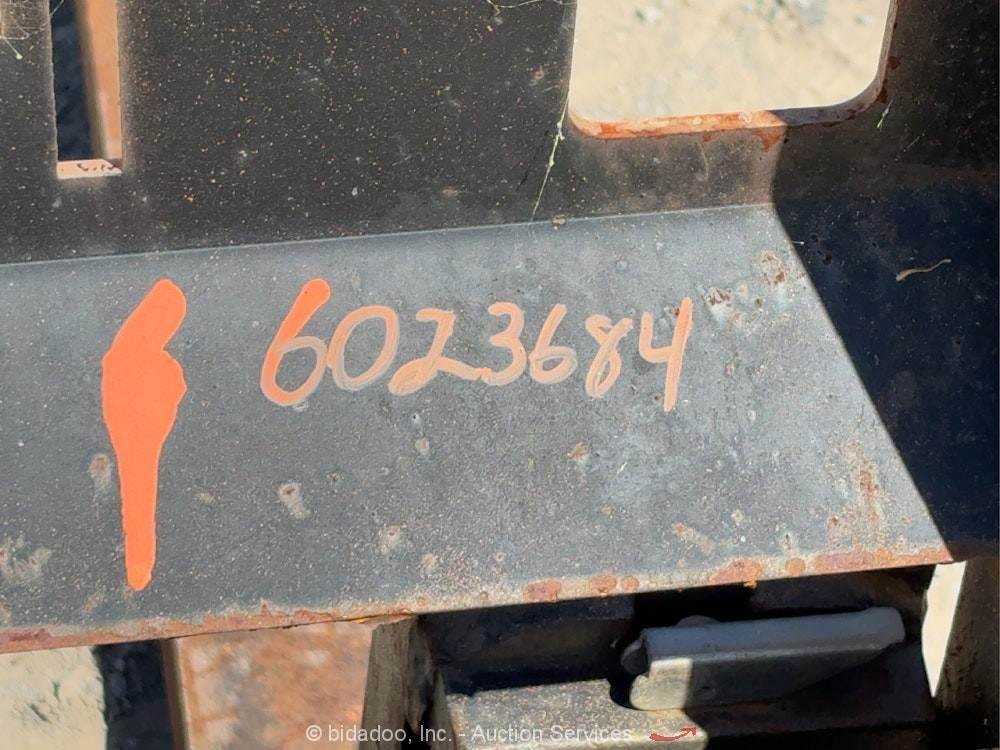 6023684
© bidadoo, Inc. - Auction Services